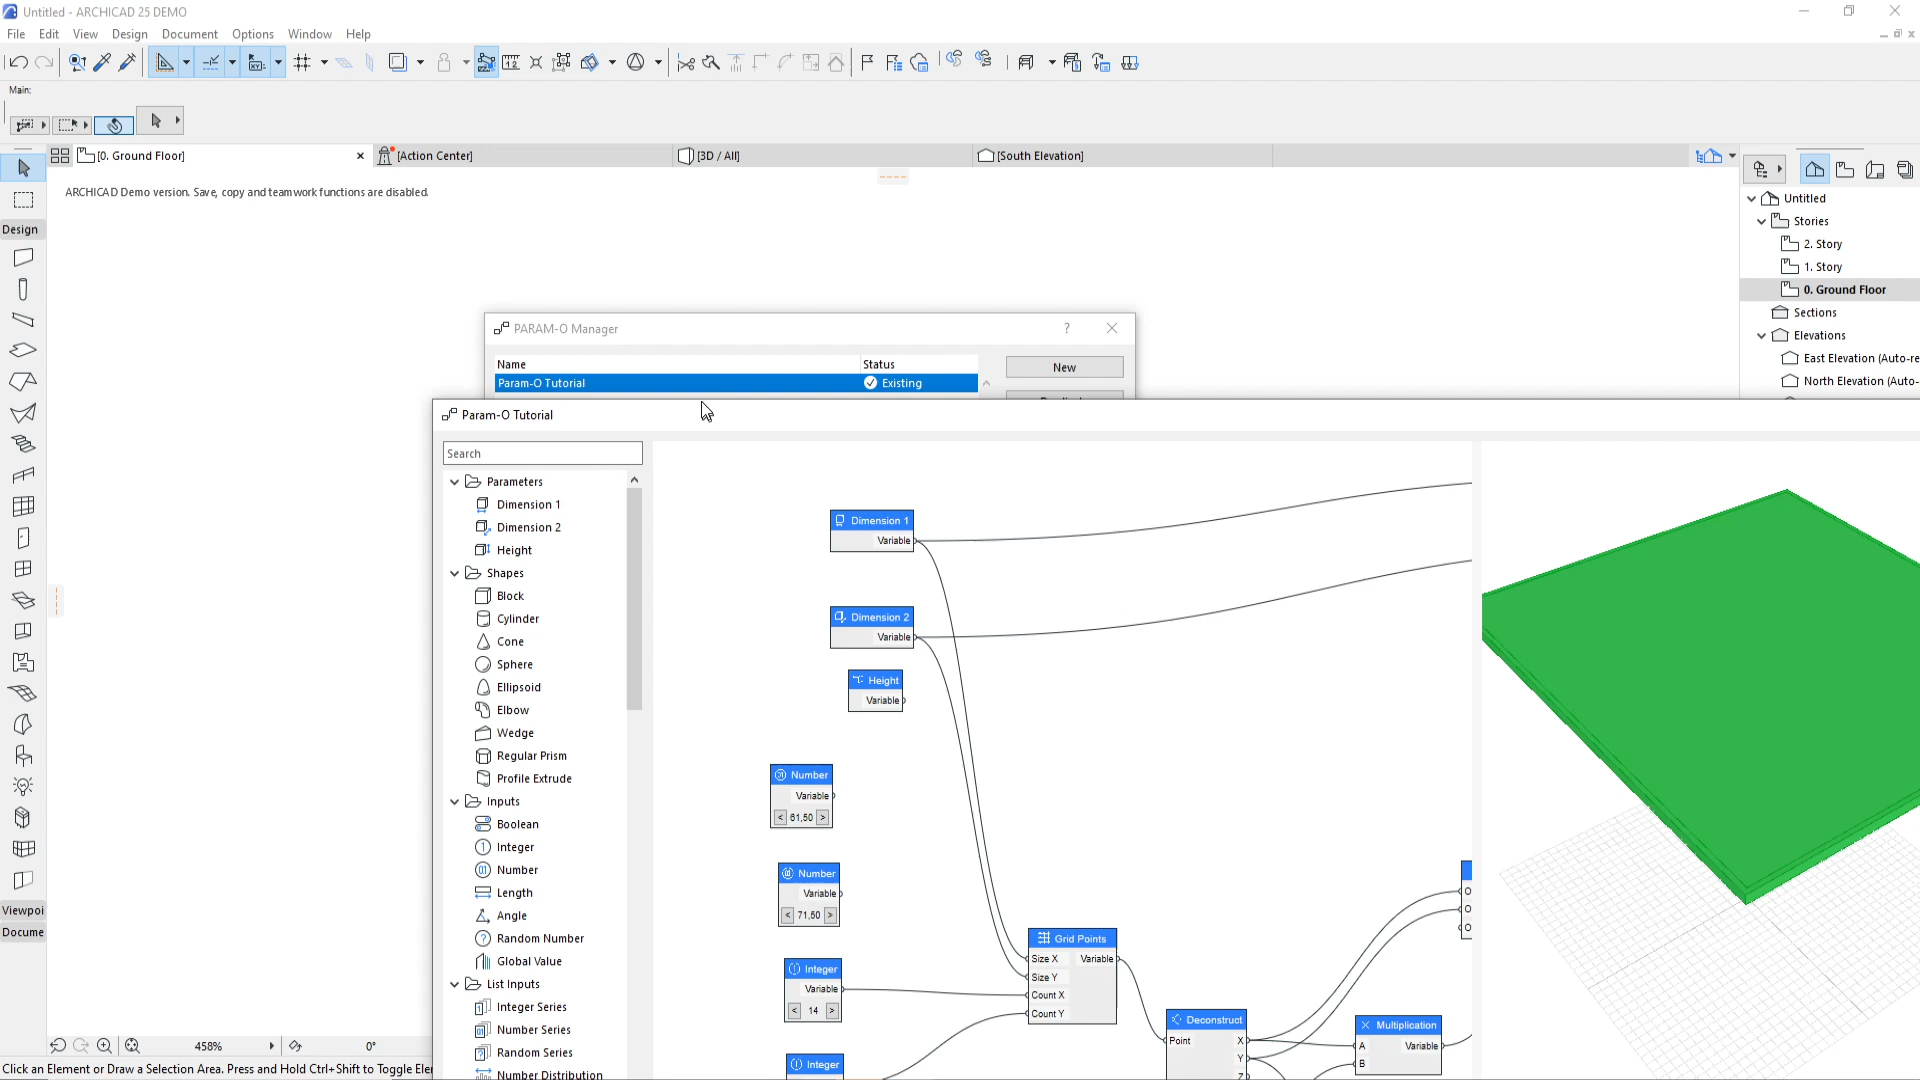 Untitled - ARCHICAD 25 DEMO
File Edit View Design Document Options Window Help
Main:
[0. Ground Floor]
[Action Center]
[3D / All]
[South Elevation]
ARCHICAD Demo version. Save, copy and teamwork functions are disabled.
Design
Viewpoi
Docume
Untitled
Stories
2. Story
1. Story
0. Ground Floor
Sections
Elevations
East Elevation (Auto-re
North Elevation (Auto-
PARAM-O Manager
?
Name Status
New
Param-O Tutorial Existing
Param-O Tutorial
Search
Parameters
Dimension 1
Dimension 2
Height
Shapes
Block
Cylinder
Cone
Sphere
Ellipsoid
Elbow
Wedge
Regular Prism
Profile Extrude
Inputs
Boolean
Integer
Number
Length
Angle
Random Number
Global Value
List Inputs
Integer Series
Number Series
Random Series
Number Distribution
Dimension 1
Variable
Dimension 2
Variable
Height
Variable
Number
Variable
< 61,50 >
Number
Variable
< 71,50 >
Integer
Variable
< 14 >
Integer
Grid Points
Size X Variable
Size Y
Count X
Count Y
Deconstruct
Point X
Y
Z
Multiplication
A Variable
B
458%
0°
Click an Element or Draw a Selection Area. Press and Hold Ctrl+Shift to Toggle Ele